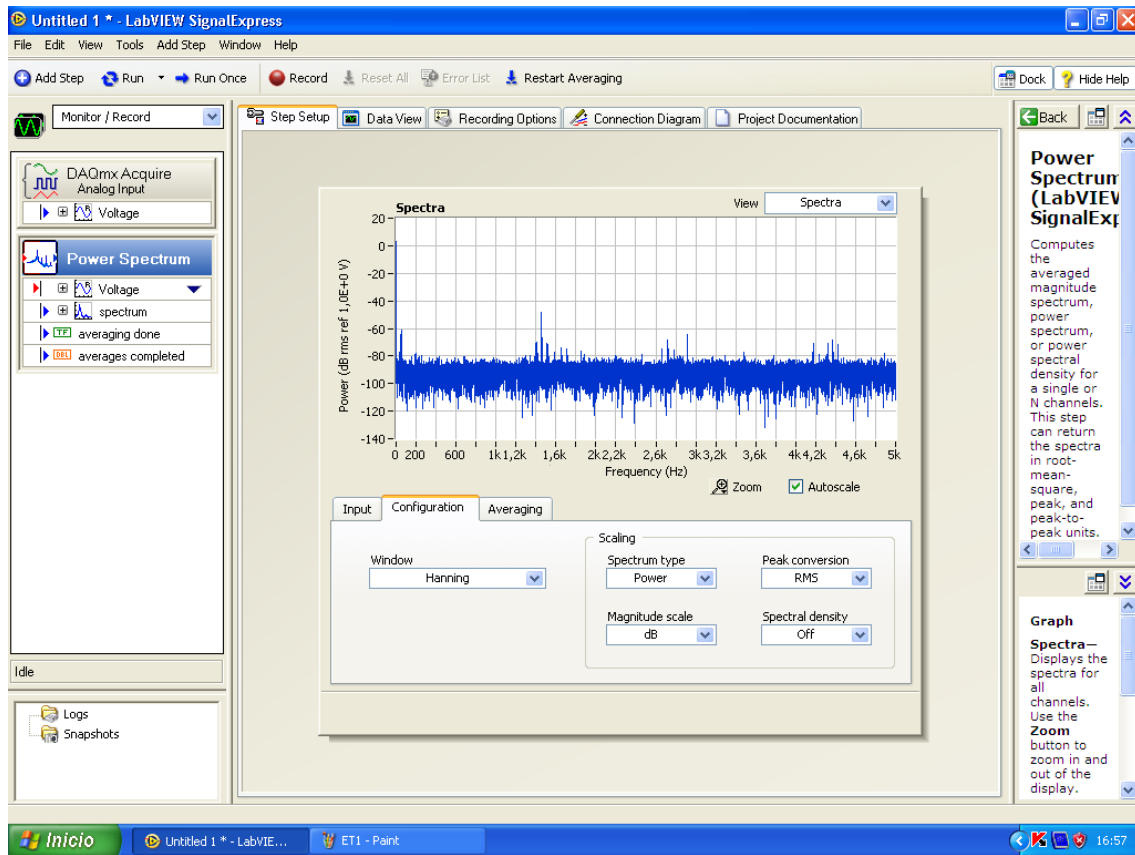 Untitled 1 * - LabVIEW SignalExpress
File Edit View Tools Add Step Window Help
Add Step Run Run Once Record Reset All Error List Restart Averaging Dock Hide Help
Monitor / Record
DAQmx Acquire
Analog Input
Voltage
Power Spectrum
Voltage
spectrum
averaging done
averages completed
Idle
Logs
Snapshots
Step Setup Data View Recording Options Connection Diagram Project Documentation
Spectra
View Spectra
Power (dB rms ref 1,0E+0 V)
20
0
-20
-40
-60
-80
-100
-120
-140
0 200 600 1k 1,2k 1,6k 2k 2,2k 2,6k 3k 3,2k 3,6k 4k 4,2k 4,6k 5k
Frequency (Hz)
Zoom Autoscale
Input Configuration Averaging
Window
Hanning
Scaling
Spectrum type Peak conversion
Power RMS
Magnitude scale Spectral density
dB Off
Back
Power
Spectrum
(LabVIEW
SignalExp
Computes
the
averaged
magnitude
spectrum,
power
spectrum,
or power
spectral
density for
a single or
N channels.
This step
can return
the spectra
in root-
mean-
square,
peak, and
peak-to-
peak units.
Graph
Spectra—
Displays the
spectra for
all
channels.
Use the
Zoom
button to
zoom in and
out of the
display.
Inicio Untitled 1 * - LabVIE... ET1 - Paint 16:57